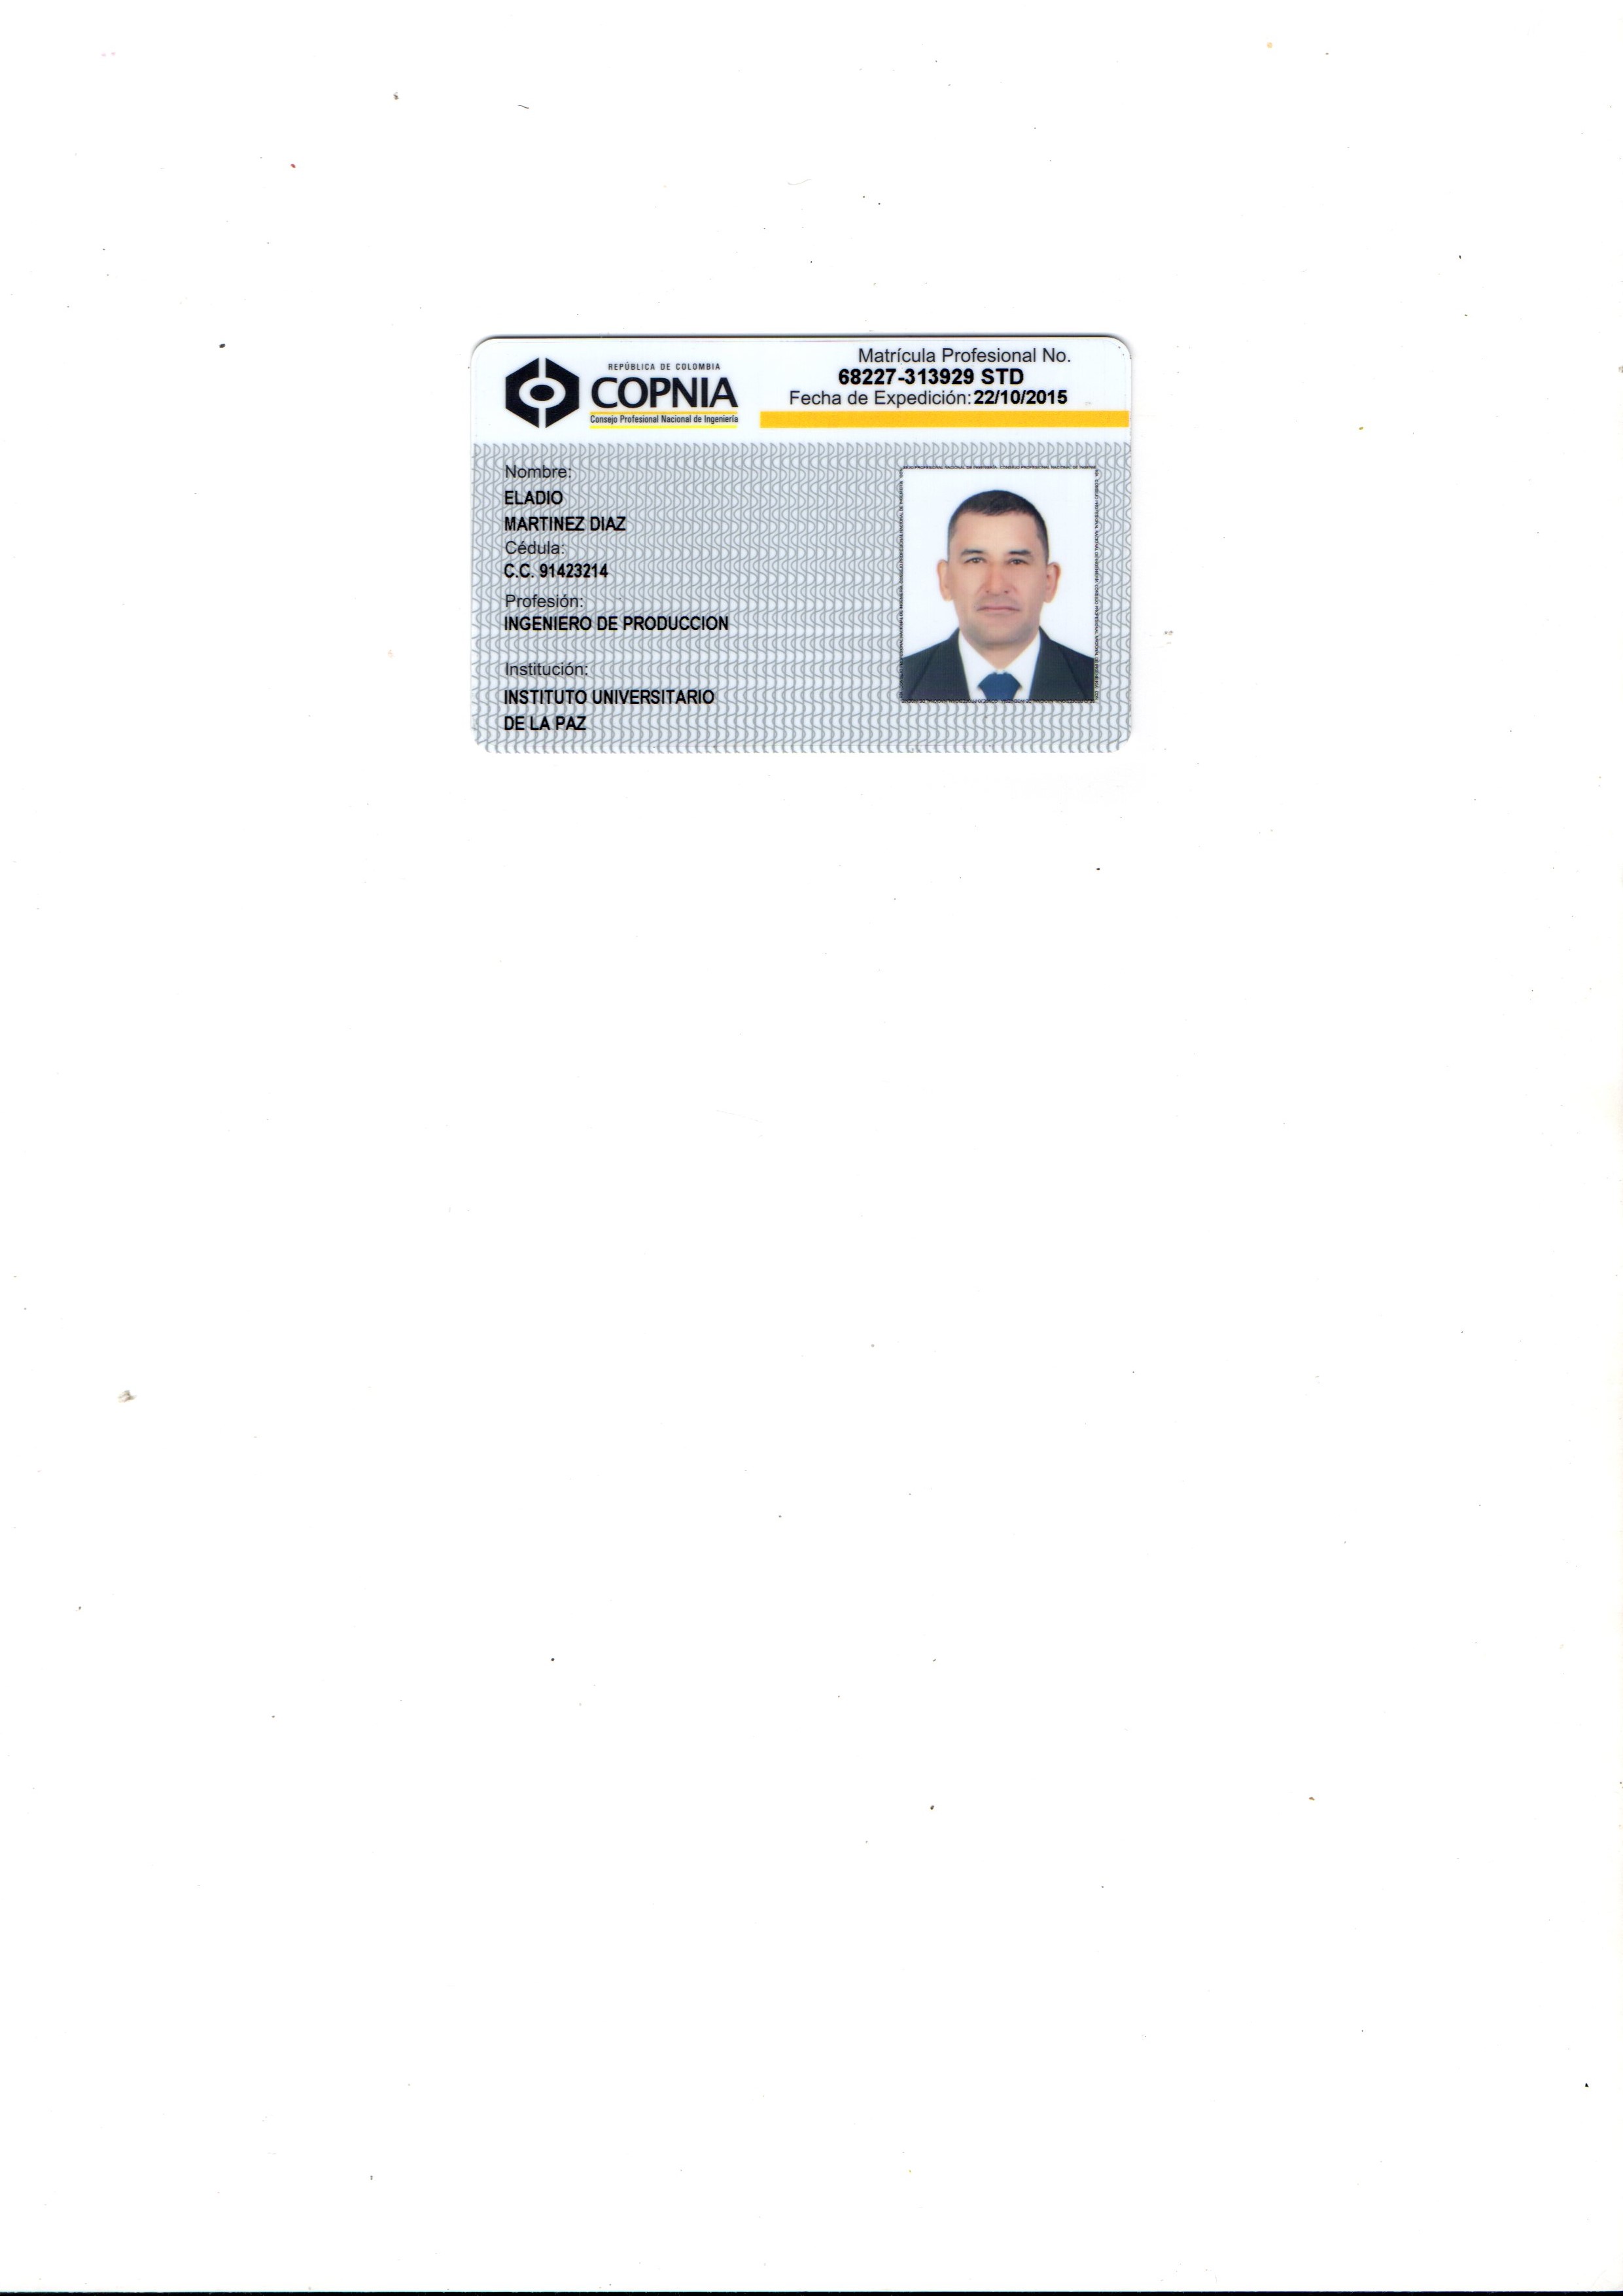 REPÚBLICA DE COLOMBIA
COPNIA
Consejo Profesional Nacional de Ingeniería
Matrícula Profesional No.
68227-313929 STD
Fecha de Expedición: 22/10/2015
Nombre:
ELADIO
MARTINEZ DIAZ
Cédula:
C.C. 91423214
Profesión:
INGENIERO DE PRODUCCION
Institución:
INSTITUTO UNIVERSITARIO
DE LA PAZ